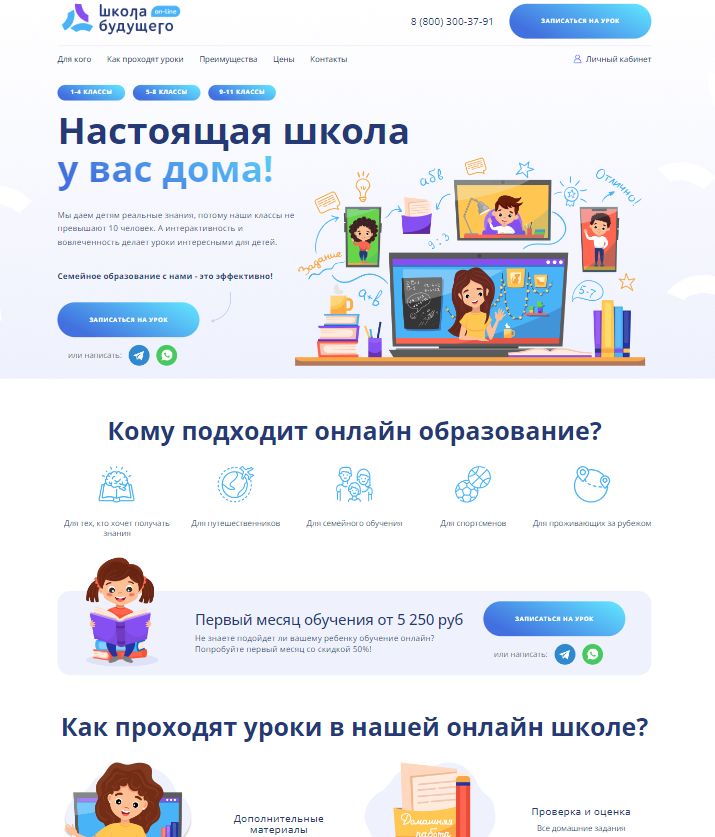 школа on-line
будущего
8 (800) 300-37-91
ЗАПИСАТЬСЯ НА УРОК
Для кого
Как проходят уроки
Преимущества
Цены
Контакты
Личный кабинет
1-4 КЛАССЫ
5-8 КЛАССЫ
9-11 КЛАССЫ
Настоящая школа
у вас дома!
Мы даем детям реальные знания, потому наши классы не
превышают 10 человек. А интерактивность и
вовлеченность делает уроки интересными для детей.
Семейное образование с нами - это эффективно!
ЗАПИСАТЬСЯ НА УРОК
или написать:
абв
Отлично!
9:3
Задание
а+в
5-7
Кому подходит онлайн образование?
Для тех, кто хочет получать
знания
Для путешественников
Для семейного обучения
Для спортсменов
Для проживающих за рубежом
Первый месяц обучения от 5 250 руб
Не знаете подойдет ли вашему ребенку обучение онлайн?
Попробуйте первый месяц со скидкой 50%!
ЗАПИСАТЬСЯ НА УРОК
или написать:
Как проходят уроки в нашей онлайн школе?
Дополнительные
материалы
Домашняя
работа
Проверка и оценка
Все домашние задания